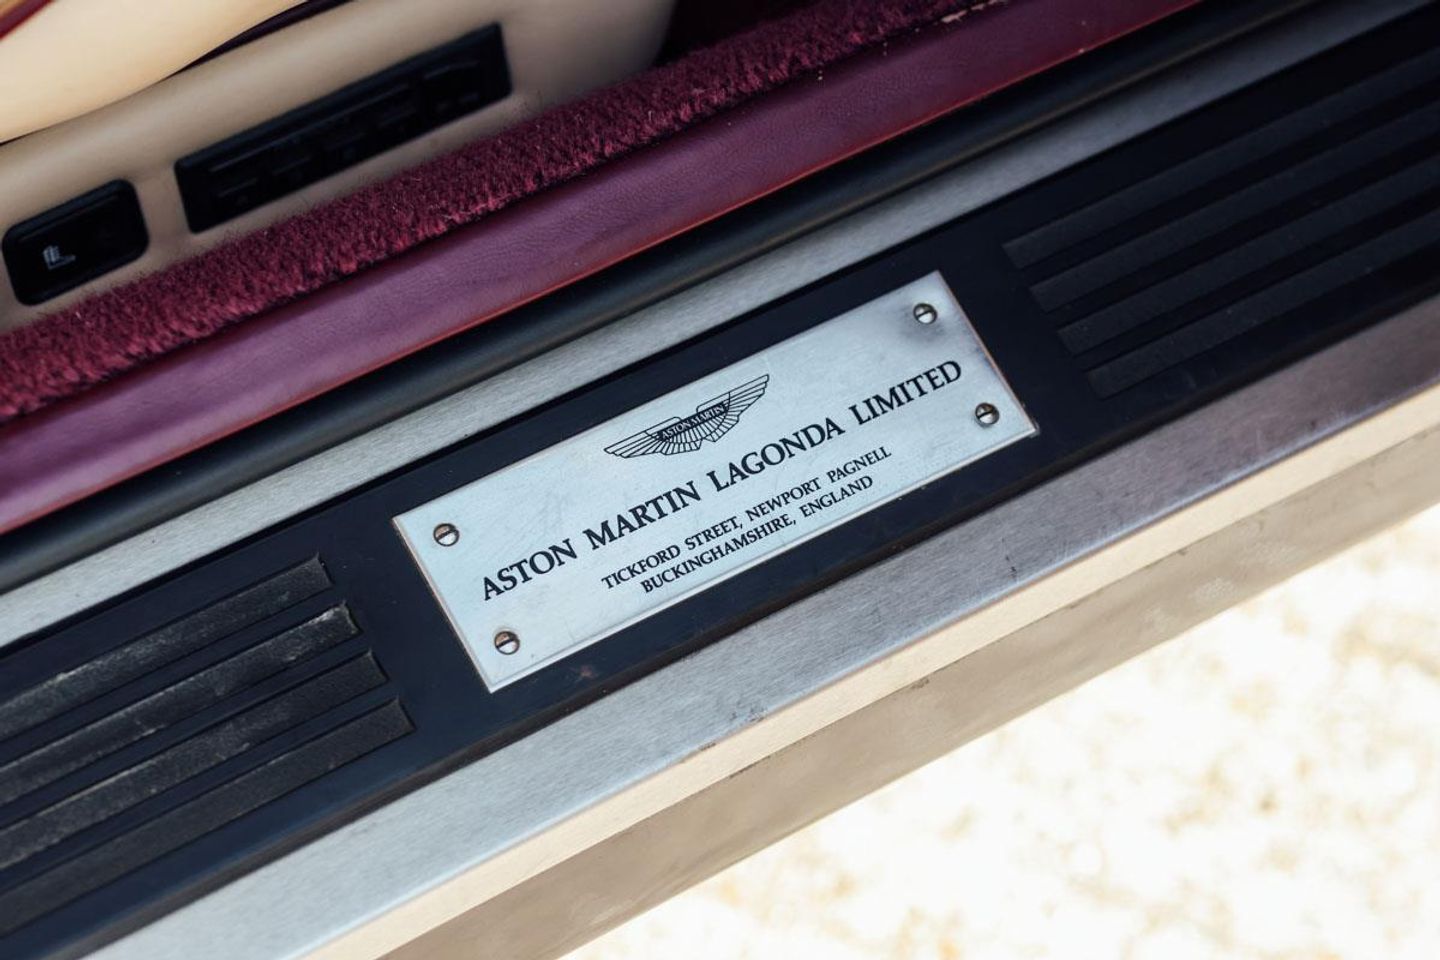 ASTON MARTIN
ASTON MARTIN LAGONDA LIMITED
TICKFORD STREET, NEWPORT PAGNELL
BUCKINGHAMSHIRE, ENGLAND